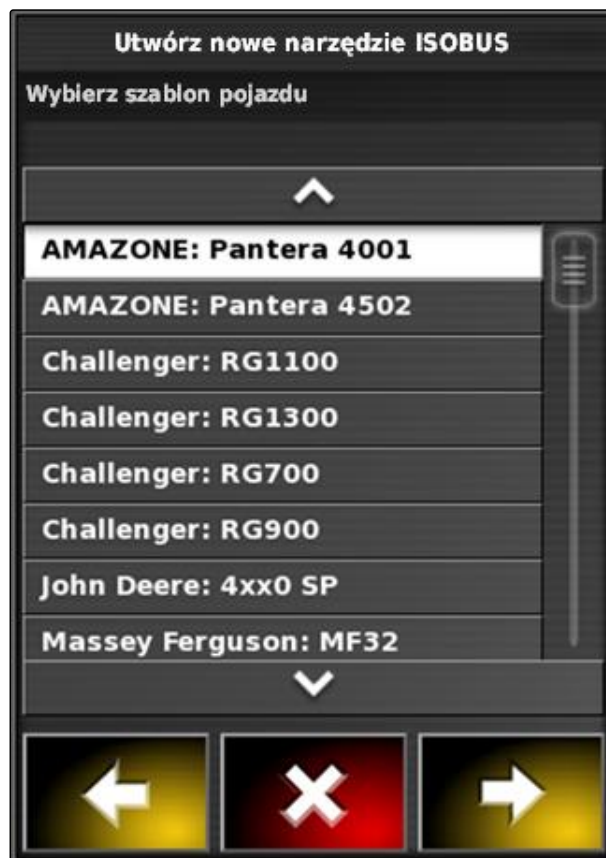 Utwórz nowe narzędzie ISOBUS
Wybierz szablon pojazdu
AMAZONE: Pantera 4001
AMAZONE: Pantera 4502
Challenger: RG1100
Challenger: RG1300
Challenger: RG700
Challenger: RG900
John Deere: 4xx0 SP
Massey Ferguson: MF32